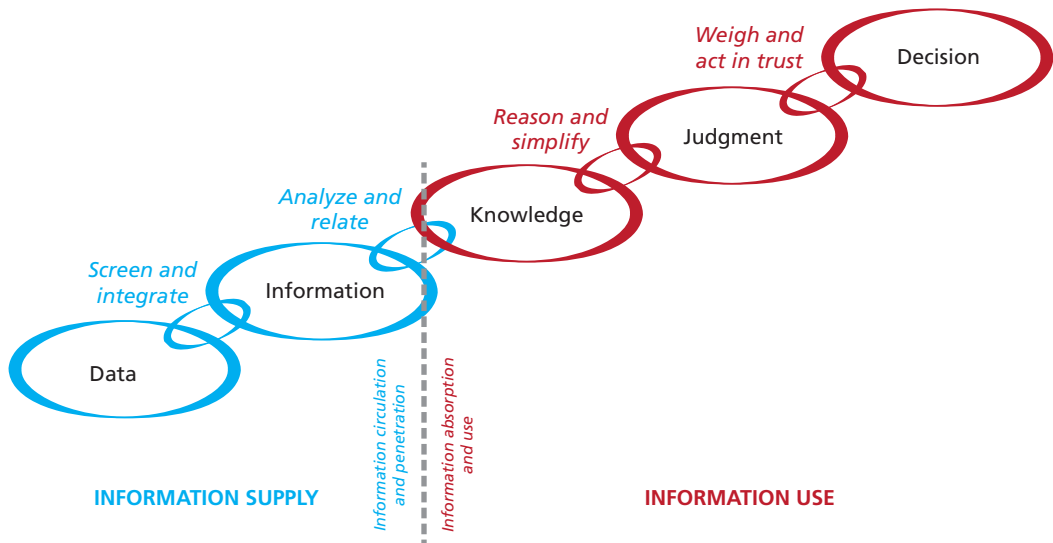 Weigh and
act in trust
Decision
Reason and
simplify
Judgment
Analyze and
relate
Knowledge
Screen and
integrate
Information
Data
Information circulation
and penetration
Information absorption
and use
INFORMATION SUPPLY
INFORMATION USE